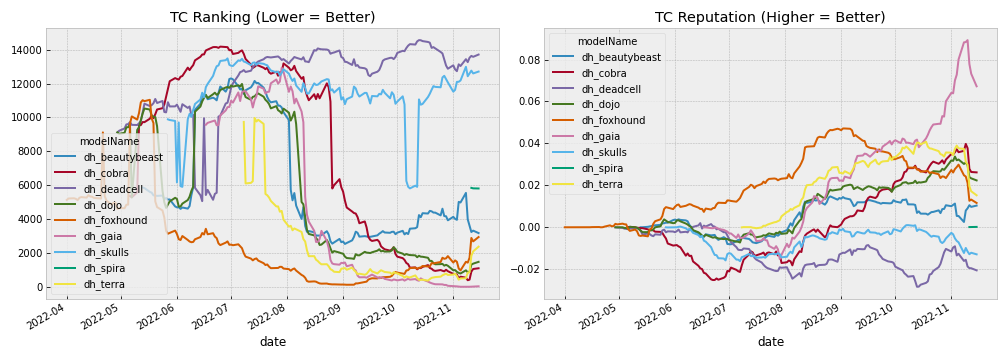 TC Ranking (Lower = Better)
14000
12000
10000
8000
6000
4000
2000
0
modelName
dh_beautybeast
dh_cobra
dh_deadcell
dh_dojo
dh_foxhound
dh_gaia
dh_skulls
dh_spira
dh_terra
2022-04
2022-05
2022-06
2022-07
2022-08
2022-09
2022-10
2022-11
date
TC Reputation (Higher = Better)
modelName
dh_beautybeast
dh_cobra
dh_deadcell
dh_dojo
dh_foxhound
dh_gaia
dh_skulls
dh_spira
dh_terra
0.08
0.06
0.04
0.02
0.00
−0.02
2022-04
2022-05
2022-06
2022-07
2022-08
2022-09
2022-10
2022-11
date